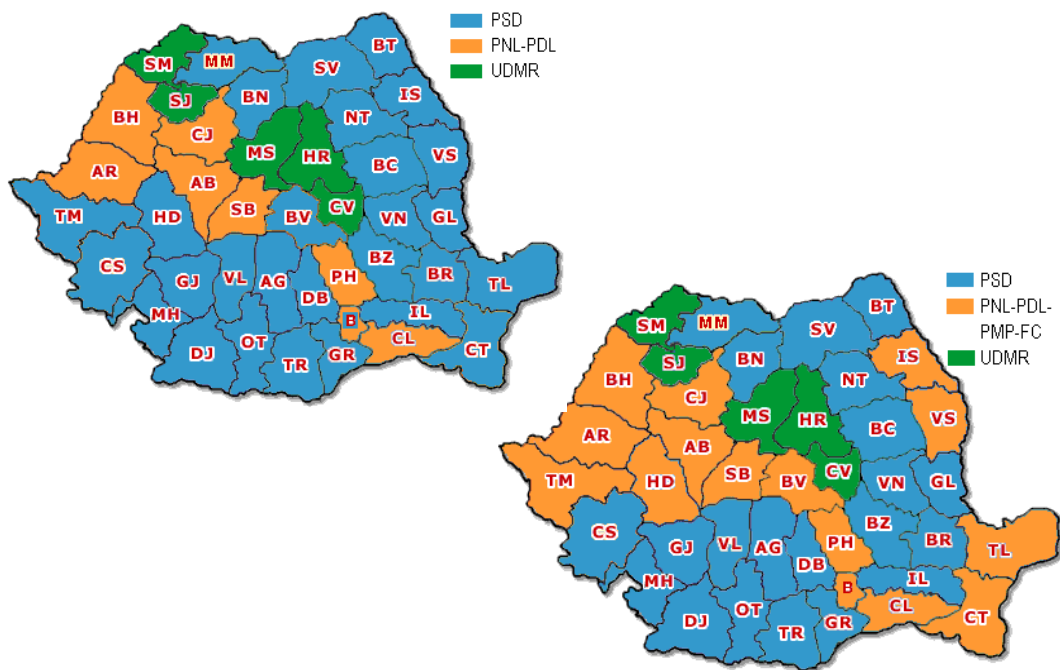 PSD
PNL-PDL
UDMR
BT
SM
MM
SV
IS
SJ
BN
BH
NT
CJ
MS
HR
BC
VS
AR
AB
CV
SB
TM
HD
BV
VN
GL
CS
BZ
GJ
VL
AG
PH
BR
TL
DB
MH
IL
B
CL
DJ
OT
TR
GR
CT
PSD
PNL-PDL-
PMP-FC
UDMR
BT
SM
MM
SV
IS
SJ
BN
BH
NT
CJ
MS
HR
BC
VS
AR
AB
CV
SB
TM
HD
BV
VN
GL
CS
BZ
GJ
VL
AG
PH
BR
TL
DB
MH
IL
B
CL
DJ
OT
TR
GR
CT